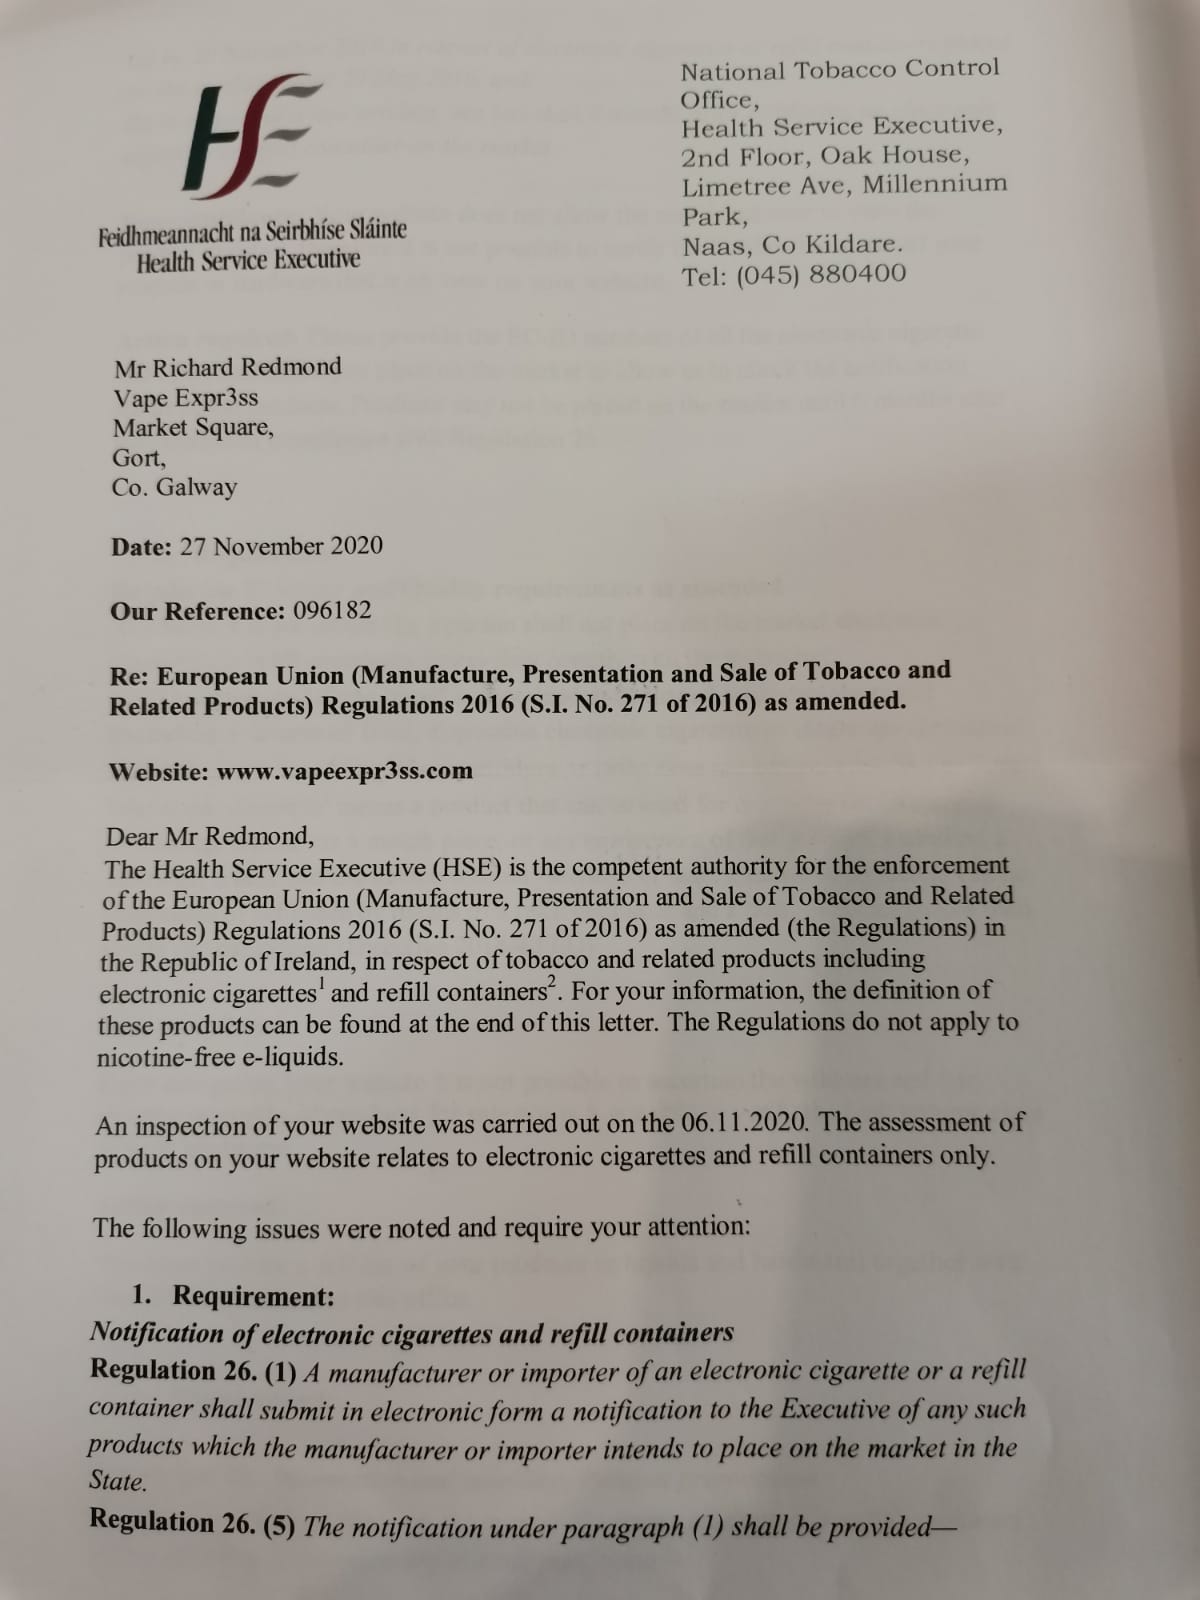 HSE
Feidhmeannacht na Seirbhíse Sláinte
Health Service Executive
National Tobacco Control
Office,
Health Service Executive,
2nd Floor, Oak House,
Limetree Ave, Millennium
Park,
Naas, Co Kildare.
Tel: (045) 880400
Mr Richard Redmond
Vape Expr3ss
Market Square,
Gort,
Co. Galway
Date: 27 November 2020
Our Reference: 096182
Re: European Union (Manufacture, Presentation and Sale of Tobacco and
Related Products) Regulations 2016 (S.I. No. 271 of 2016) as amended.
Website: www.vapeexpr3ss.com
Dear Mr Redmond,
The Health Service Executive (HSE) is the competent authority for the enforcement
of the European Union (Manufacture, Presentation and Sale of Tobacco and Related
Products) Regulations 2016 (S.I. No. 271 of 2016) as amended (the Regulations) in
the Republic of Ireland, in respect of tobacco and related products including
electronic cigarettes¹ and refill containers². For your information, the definition of
these products can be found at the end of this letter. The Regulations do not apply to
nicotine-free e-liquids.
An inspection of your website was carried out on the 06.11.2020. The assessment of
products on your website relates to electronic cigarettes and refill containers only.
The following issues were noted and require your attention:
1. Requirement:
Notification of electronic cigarettes and refill containers
Regulation 26. (1) A manufacturer or importer of an electronic cigarette or a refill
container shall submit in electronic form a notification to the Executive of any such
products which the manufacturer or importer intends to place on the market in the
State.
Regulation 26. (5) The notification under paragraph (1) shall be provided—